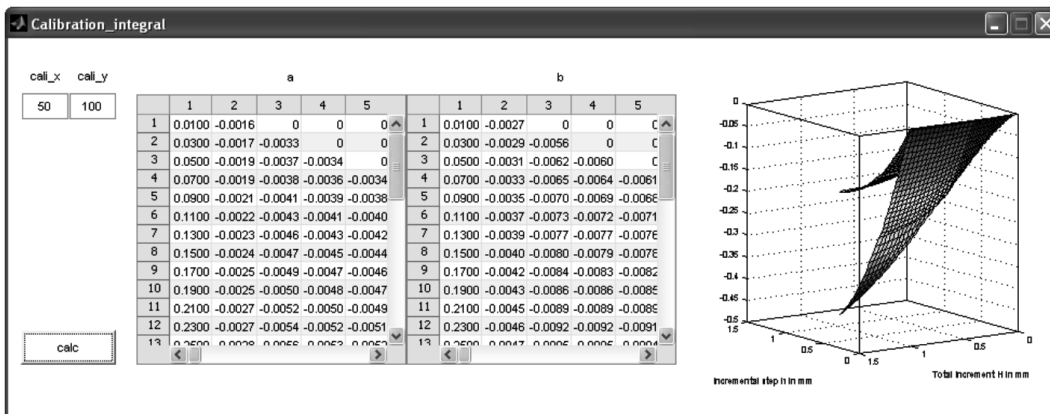 Calibration_integral
cali_x cali_y a b
50 100
1 2 3 4 5 1 2 3 4 5
1 0.0100 -0.0016 0 0 0 1 0.0100 -0.0027 0 0
2 0.0300 -0.0017 -0.0033 0 0 2 0.0300 -0.0029 -0.0056 0
3 0.0500 -0.0019 -0.0037 -0.0034 0 3 0.0500 -0.0031 -0.0062 -0.0060
4 0.0700 -0.0019 -0.0038 -0.0036 -0.0034 4 0.0700 -0.0033 -0.0065 -0.0064 -0.0061
5 0.0900 -0.0021 -0.0041 -0.0039 -0.0038 5 0.0900 -0.0035 -0.0070 -0.0069 -0.0068
6 0.1100 -0.0022 -0.0043 -0.0041 -0.0040 6 0.1100 -0.0037 -0.0073 -0.0072 -0.0071
7 0.1300 -0.0023 -0.0046 -0.0043 -0.0042 7 0.1300 -0.0039 -0.0077 -0.0077 -0.0076
8 0.1500 -0.0024 -0.0047 -0.0045 -0.0044 8 0.1500 -0.0040 -0.0080 -0.0079 -0.0078
9 0.1700 -0.0025 -0.0049 -0.0047 -0.0046 9 0.1700 -0.0042 -0.0084 -0.0083 -0.0082
10 0.1900 -0.0025 -0.0050 -0.0048 -0.0047 10 0.1900 -0.0043 -0.0086 -0.0086 -0.0085
11 0.2100 -0.0027 -0.0052 -0.0050 -0.0049 11 0.2100 -0.0045 -0.0089 -0.0089 -0.0089
12 0.2300 -0.0027 -0.0054 -0.0052 -0.0051 12 0.2300 -0.0046 -0.0092 -0.0092 -0.0091
13 13
calc
0
-0.05
-0.1
-0.15
-0.2
-0.25
-0.3
-0.35
-0.4
-0.45
-0.5
1.5 1 0.5 0 1.5 1 0.5 0
Incremental step h in mm
Total Increment H in mm